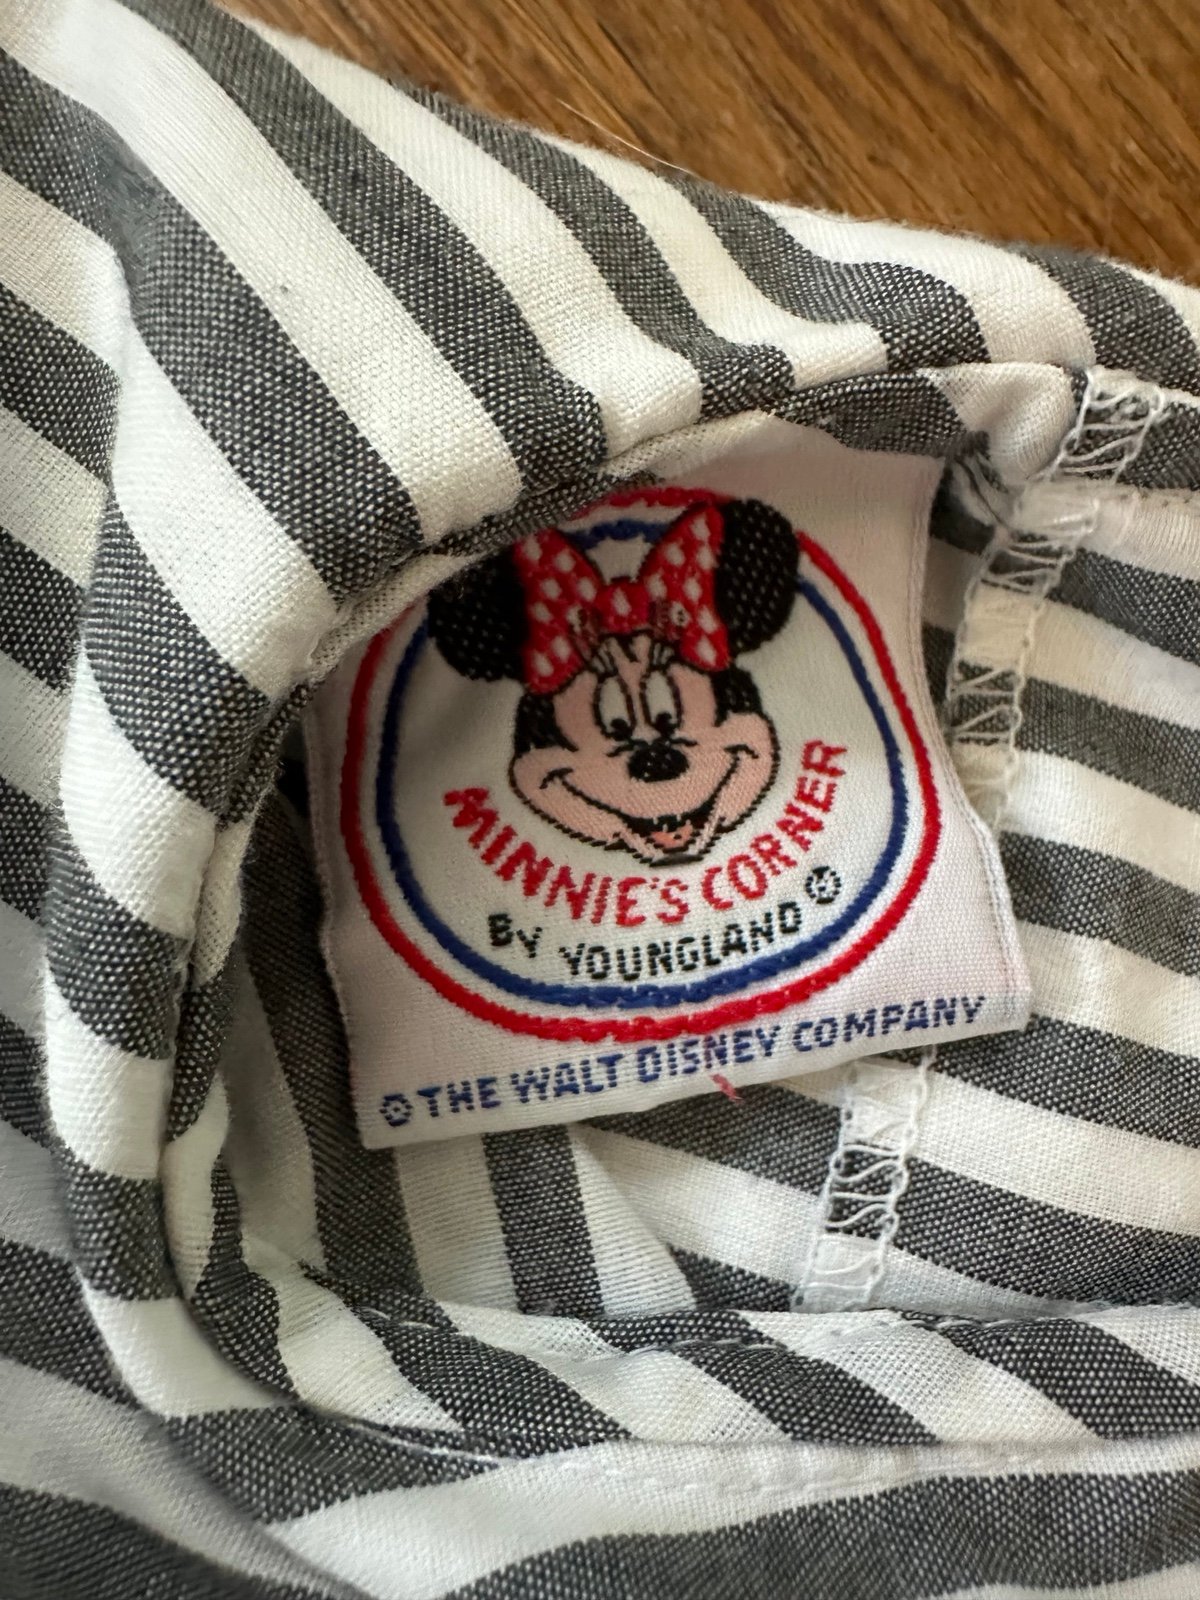 MINNIE'S CORNER
BY YOUNGLAND ®
© THE WALT DISNEY COMPANY